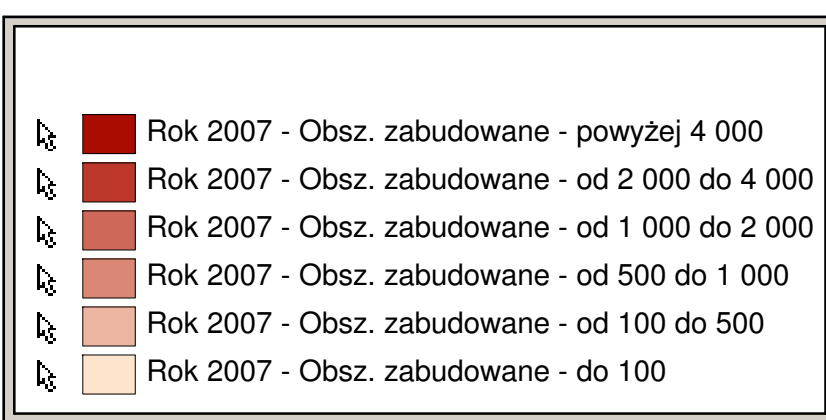 Rok 2007 - Obsz. zabudowane - powyżej 4 000
Rok 2007 - Obsz. zabudowane - od 2 000 do 4 000
Rok 2007 - Obsz. zabudowane - od 1 000 do 2 000
Rok 2007 - Obsz. zabudowane - od 500 do 1 000
Rok 2007 - Obsz. zabudowane - od 100 do 500
Rok 2007 - Obsz. zabudowane - do 100